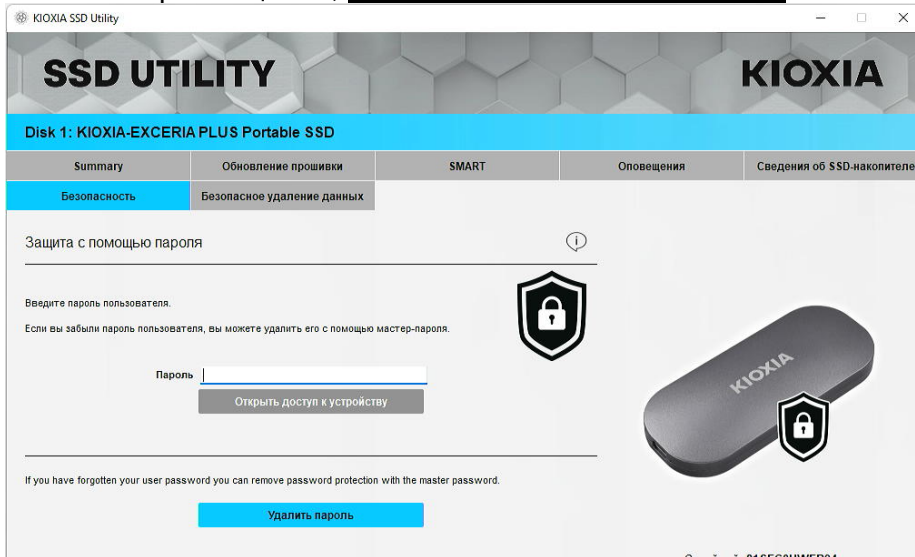 KIOXIA SSD Utility
SSD UTILITY
KIOXIA
Disk 1: KIOXIA-EXCERIA PLUS Portable SSD
Summary
Обновление прошивки
SMART
Оповещения
Сведения об SSD-накопителе
Безопасность
Безопасное удаление данных
Защита с помощью пароля
Введите пароль пользователя.
Если вы забыли пароль пользователя, вы можете удалить его с помощью мастер-пароля.
Пароль
Открыть доступ к устройству
KIOXIA
If you have forgotten your user password you can remove password protection with the master password.
Удалить пароль